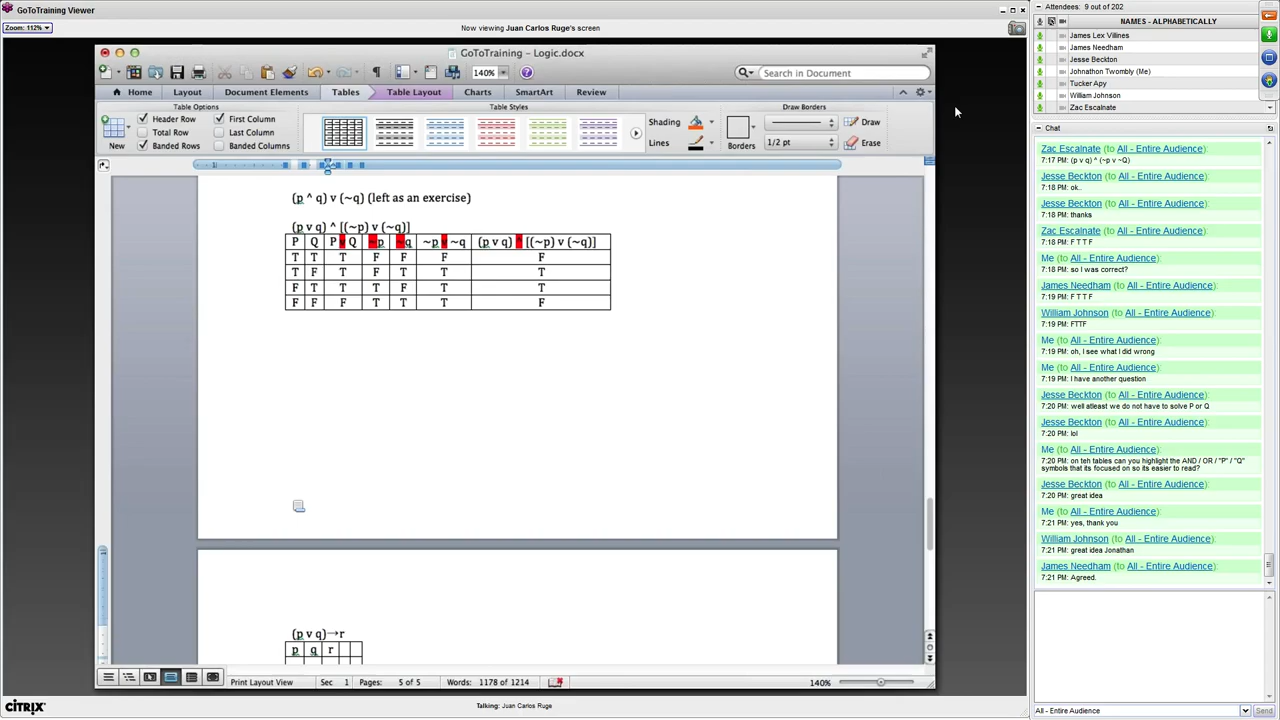 GoToTraining Viewer
Zoom: 112%
Now viewing Juan Carlos Ruge's screen
GoToTraining - Logic.docx
140%
Search in Document
Home Layout Document Elements Tables Table Layout Charts SmartArt Review
Table Options Table Styles Draw Borders
New
Header Row First Column
Total Row Last Column
Banded Rows Banded Columns
Shading
Lines
Borders
1/2 pt
Draw
Erase
(p ^ q) v (~q) (left as an exercise)
(p v q) ^ [(~p) v (~q)]
P Q P v Q ~p ~q ~p v ~q (p v q) ^ [(~p) v (~q)]
T T T F F F F
T F T F T T T
F T T T F T T
F F F T T T F
(p v q)→r
p q r
Print Layout View Sec 1 Pages: 5 of 5 Words: 1178 of 1214 140%
CITRIX
Talking: Juan Carlos Ruge
Attendees: 9 out of 202
NAMES - ALPHABETICALLY
James Lex Villines
James Needham
Jesse Beckton
Johnathon Twombly (Me)
Tucker Apy
William Johnson
Zac Escalnate
Chat
Zac Escalnate (to All - Entire Audience):
7:17 PM: (p v q) ^ (~p v ~Q)
Jesse Beckton (to All - Entire Audience):
7:18 PM: ok..
Jesse Beckton (to All - Entire Audience):
7:18 PM: thanks
Zac Escalnate (to All - Entire Audience):
7:18 PM: F T T F
Me (to All - Entire Audience):
7:18 PM: so I was correct?
James Needham (to All - Entire Audience):
7:19 PM: F T T F
William Johnson (to All - Entire Audience):
7:19 PM: FTTF
Me (to All - Entire Audience):
7:19 PM: oh, I see what I did wrong
Me (to All - Entire Audience):
7:19 PM: I have another question
Jesse Beckton (to All - Entire Audience):
7:20 PM: well atleast we do not have to solve P or Q
Jesse Beckton (to All - Entire Audience):
7:20 PM: lol
Me (to All - Entire Audience):
7:20 PM: on teh tables can you highlight the AND / OR / "P" / "Q"
symbols that its focused on so its easier to read?
Jesse Beckton (to All - Entire Audience):
7:20 PM: great idea
Me (to All - Entire Audience):
7:21 PM: yes, thank you
William Johnson (to All - Entire Audience):
7:21 PM: great idea Jonathan
James Needham (to All - Entire Audience):
7:21 PM: Agreed.
All - Entire Audience
Send